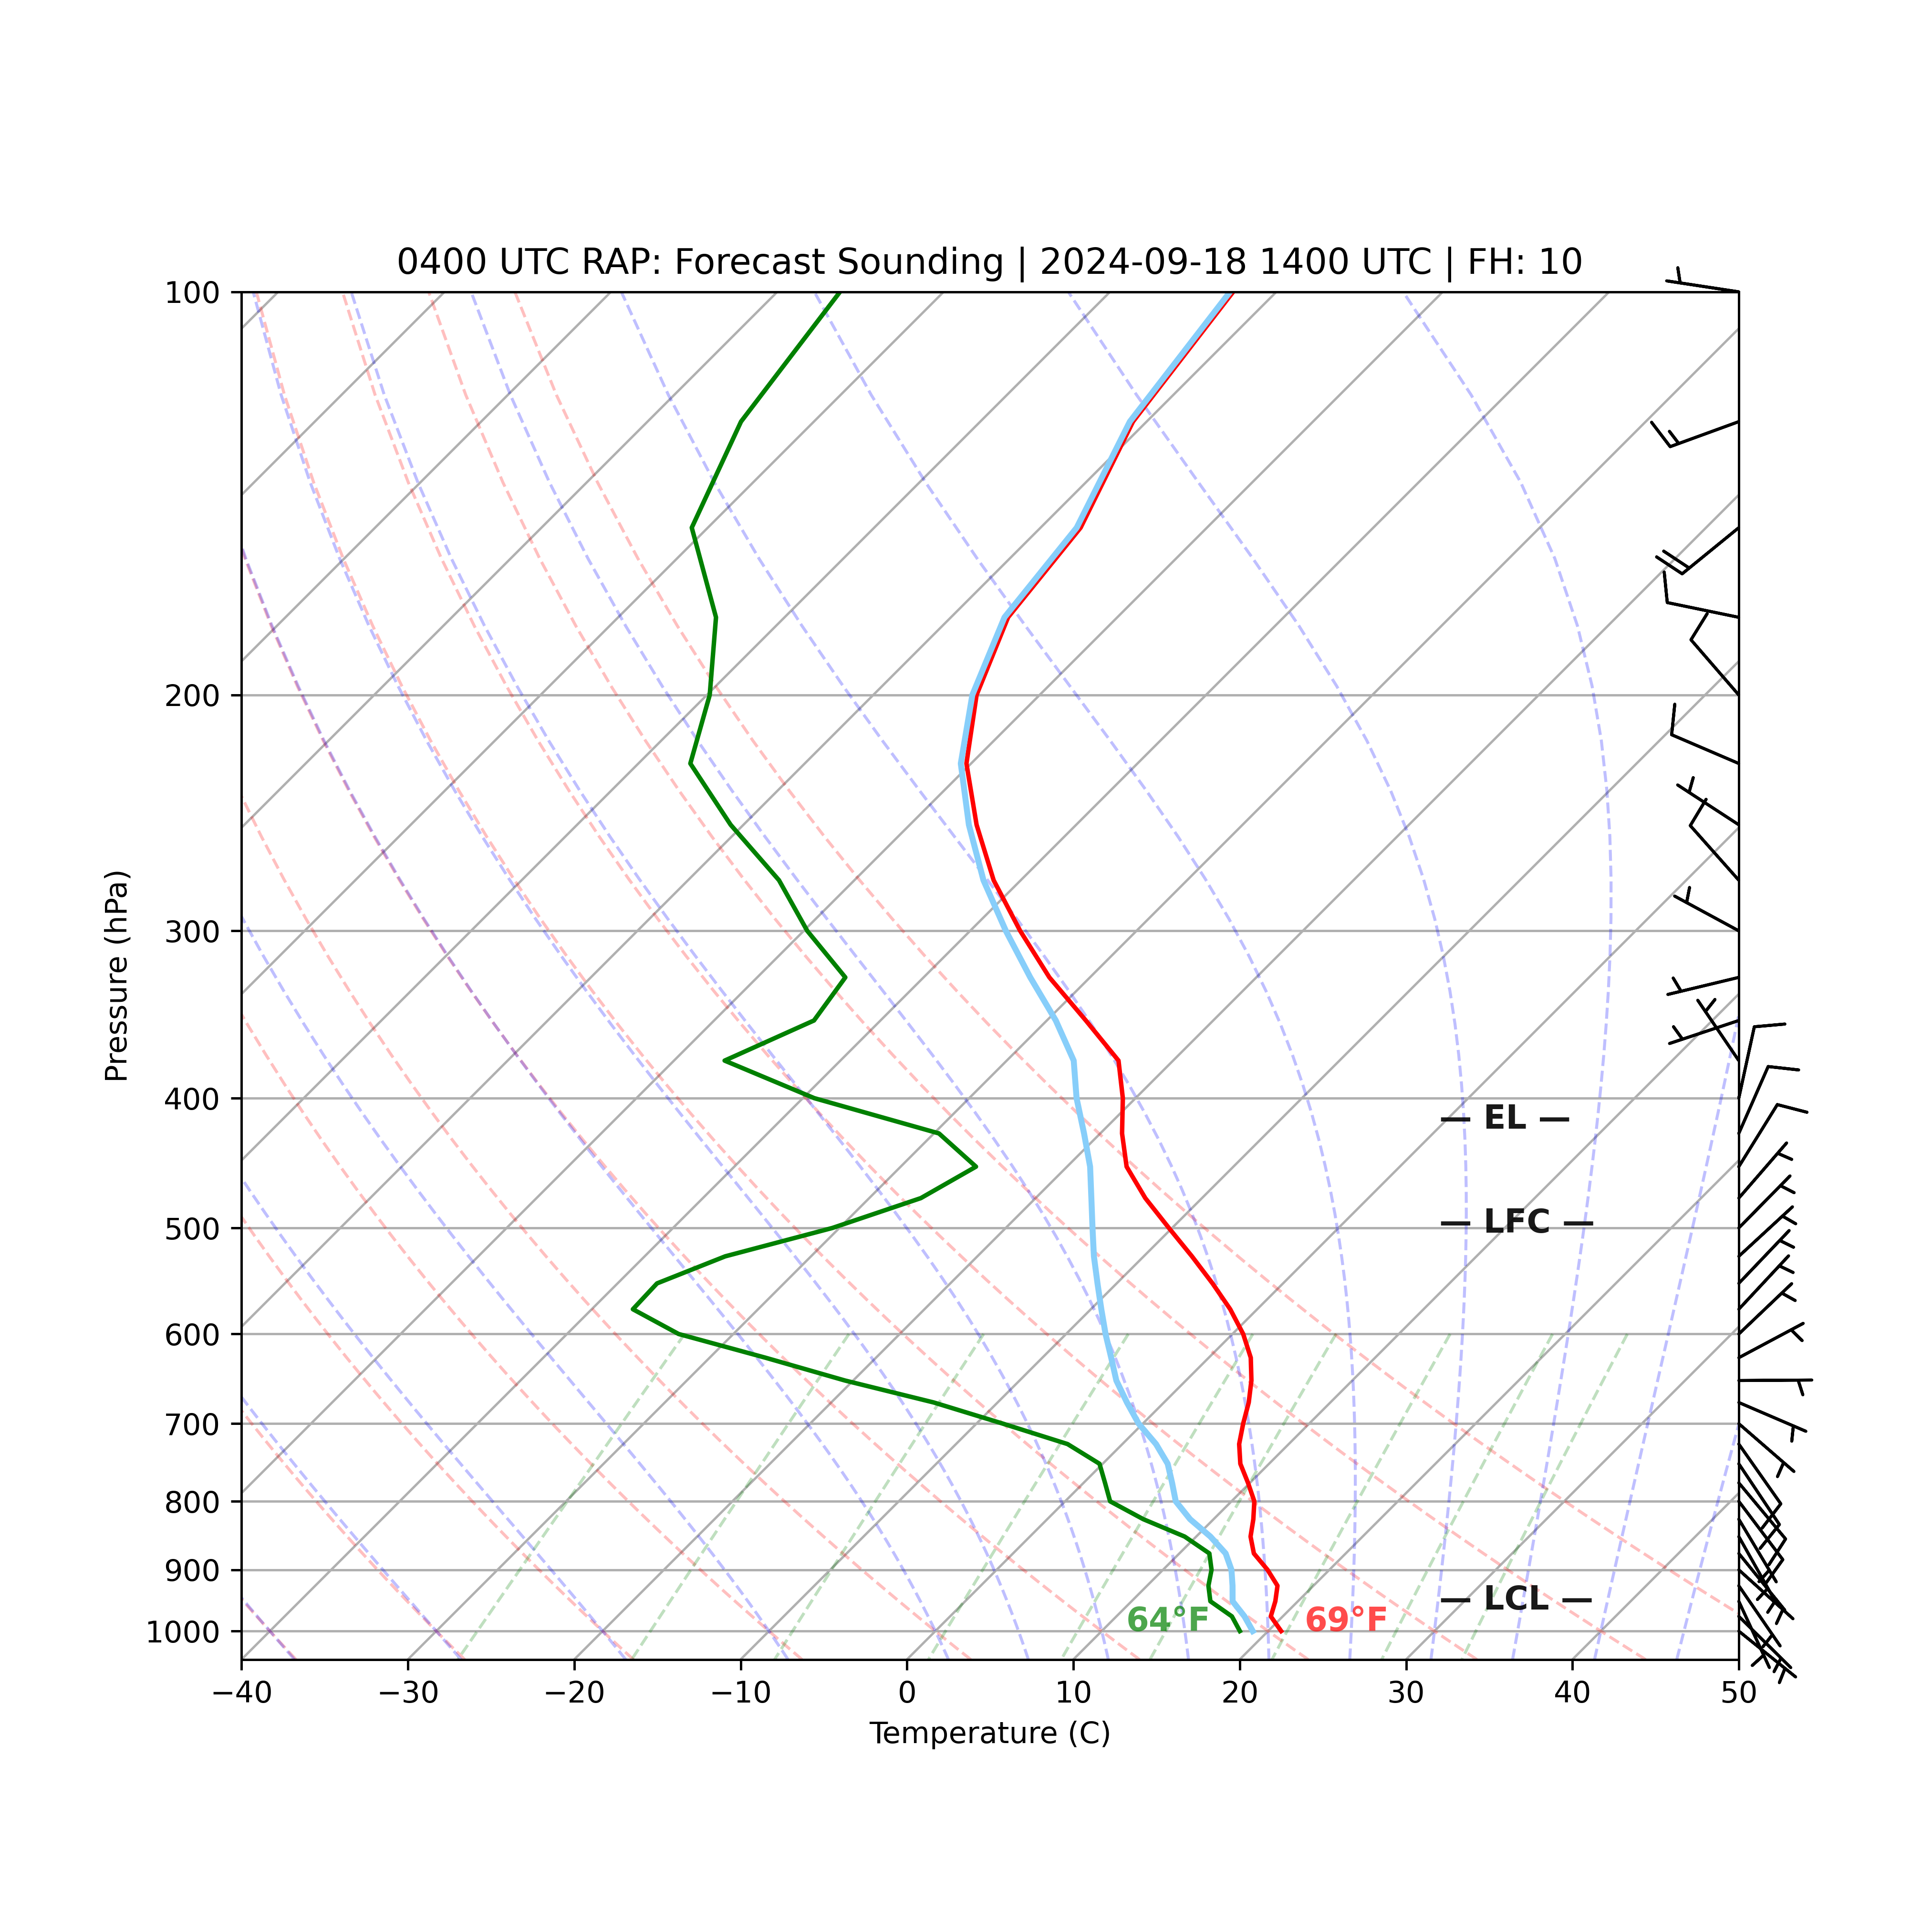 0400 UTC RAP: Forecast Sounding | 2024-09-18 1400 UTC | FH: 10
100
200
300
400
500
600
700
800
900
1000
Pressure (hPa)
— EL —
— LFC —
— LCL —
64°F
69°F
−40 −30 −20 −10 0 10 20 30 40 50
Temperature (C)